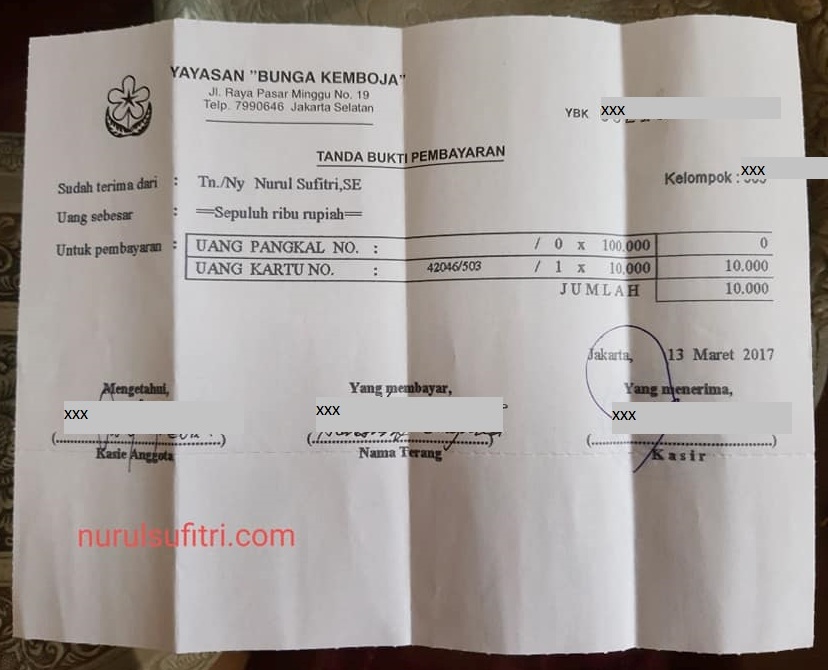 YAYASAN "BUNGA KEMBOJA"
Jl. Raya Pasar Minggu No. 19
Telp. 7990646 Jakarta Selatan
YBK XXX
TANDA BUKTI PEMBAYARAN
Kelompok : XXX
Sudah terima dari : Tn./Ny Nurul Sufitri,SE
Uang sebesar : ==Sepuluh ribu rupiah==
Untuk pembayaran : UANG PANGKAL NO. : / 0 x 100.000 0
UANG KARTU NO. : 42046/503 / 1 x 10.000 10.000
JUMLAH 10.000
Jakarta, 13 Maret 2017
Mengetahui, Yang membayar, Yang menerima,
XXX XXX XXX
(..............................) (..............................) (..............................)
Kasie Anggota Nama Terang Kasir
nurulsufitri.com